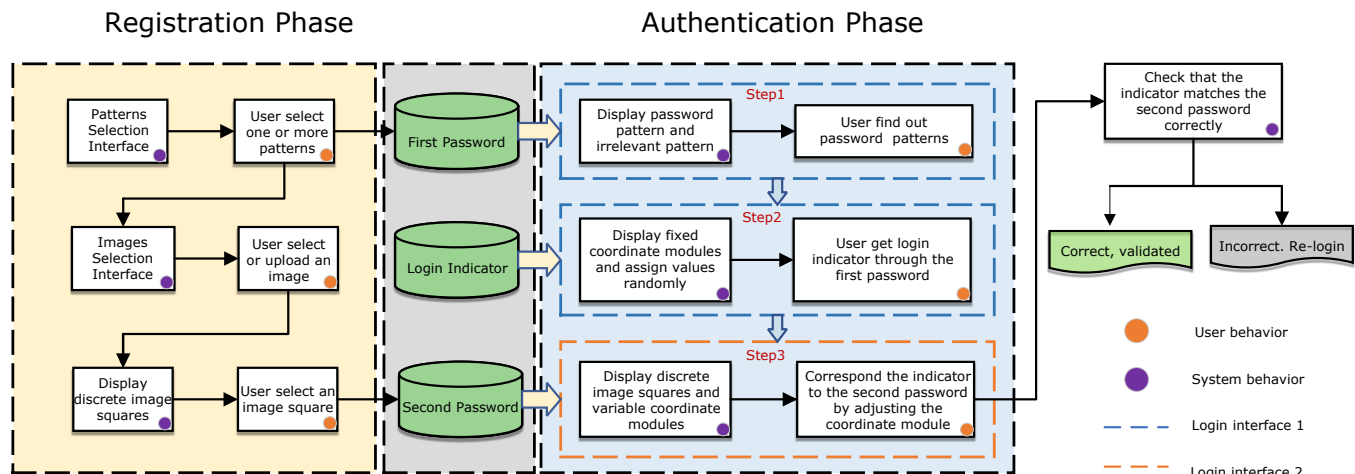 Registration Phase
Authentication Phase
Patterns
Selection
Interface
User select
one or more
patterns
First Password
Step1
Display password
pattern and
irrelevant pattern
User find out
password patterns
Check that the
indicator matches the
second password
correctly
Images
Selection
Interface
User select
or upload an
image
Login Indicator
Step2
Display fixed
coordinate modules
and assign values
randomly
User get login
indicator through the
first password
Correct, validated
Incorrect. Re-login
Display
discrete image
squares
User select an
image square
Second Password
Step3
Display discrete
image squares and
variable coordinate
modules
Correspond the indicator
to the second password
by adjusting the
coordinate module
User behavior
System behavior
Login interface 1
Login interface 2